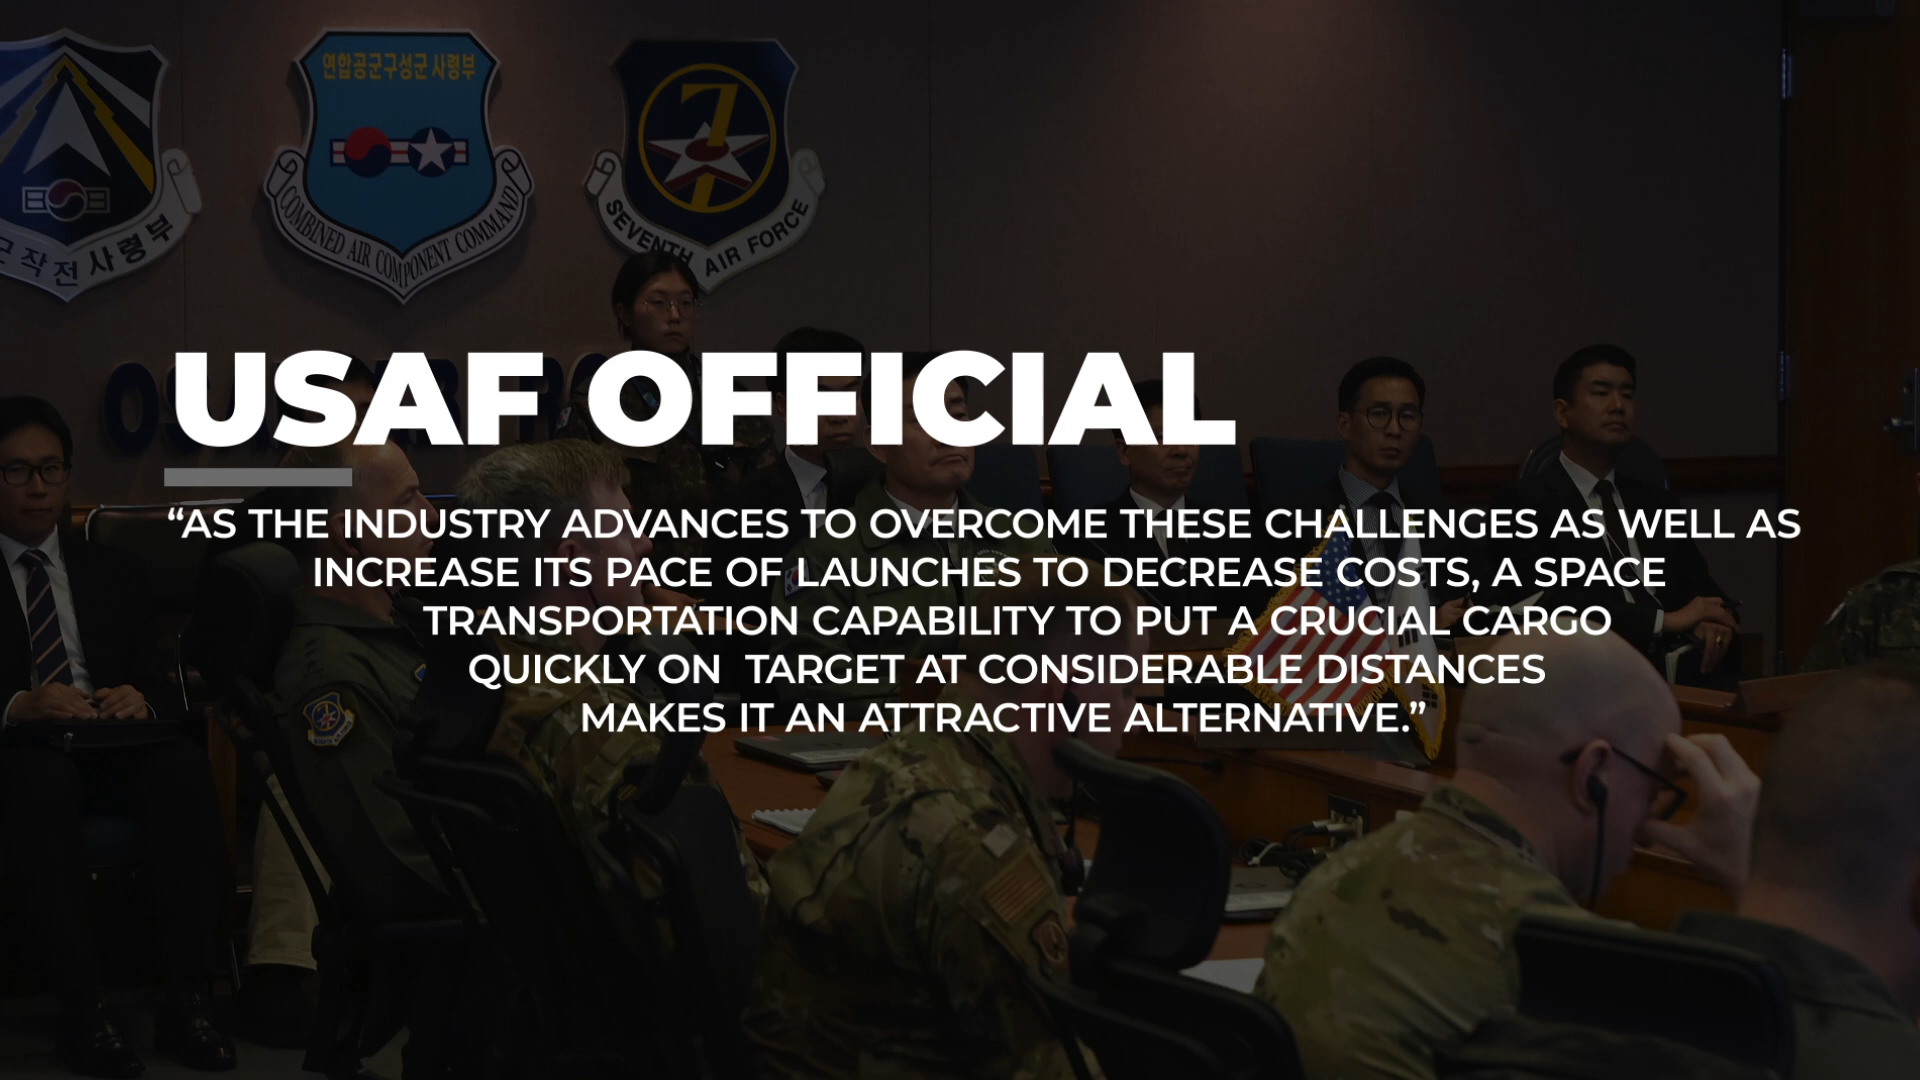 연합공군구성군 사령부
COMBINED AIR COMPONENT COMMAND
7
SEVENTH AIR FORCE
작전사령부
USAF OFFICIAL
“AS THE INDUSTRY ADVANCES TO OVERCOME THESE CHALLENGES AS WELL AS
INCREASE ITS PACE OF LAUNCHES TO DECREASE COSTS, A SPACE
TRANSPORTATION CAPABILITY TO PUT A CRUCIAL CARGO
QUICKLY ON TARGET AT CONSIDERABLE DISTANCES
MAKES IT AN ATTRACTIVE ALTERNATIVE.”